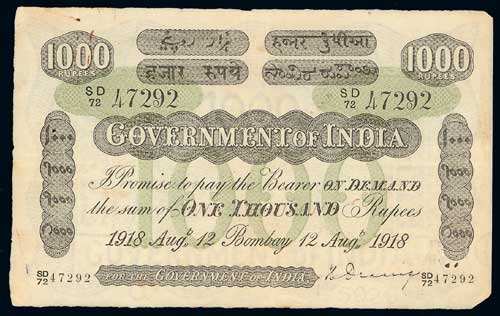 1000 RUPEES
1000 RUPEES
हजार रुपये
SD/72 47292
SD/72 47292
GOVERNMENT OF INDIA
I Promise to pay the Bearer ON DEMAND
the sum of ONE THOUSAND Rupees
1918 Augt. 12 Bombay 12 Augt. 1918
SD/72 47292
FOR THE GOVERNMENT OF INDIA.
SD/72 47292